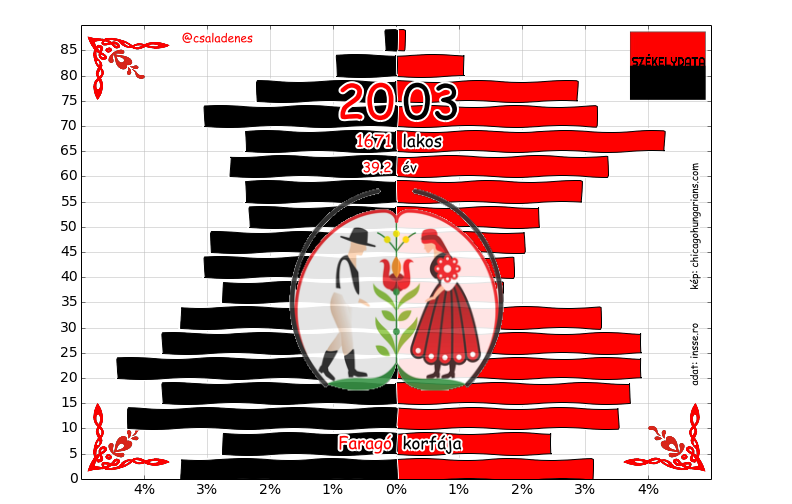 @csaladenes
SZÉKELYDATA
2003
1671 lakos
39.2 év
kép: chicagohungarians.com
adat: insse.ro
Faragó korfája
85
80
75
70
65
60
55
50
45
40
35
30
25
20
15
10
5
0
4% 3% 2% 1% 0% 1% 2% 3% 4%